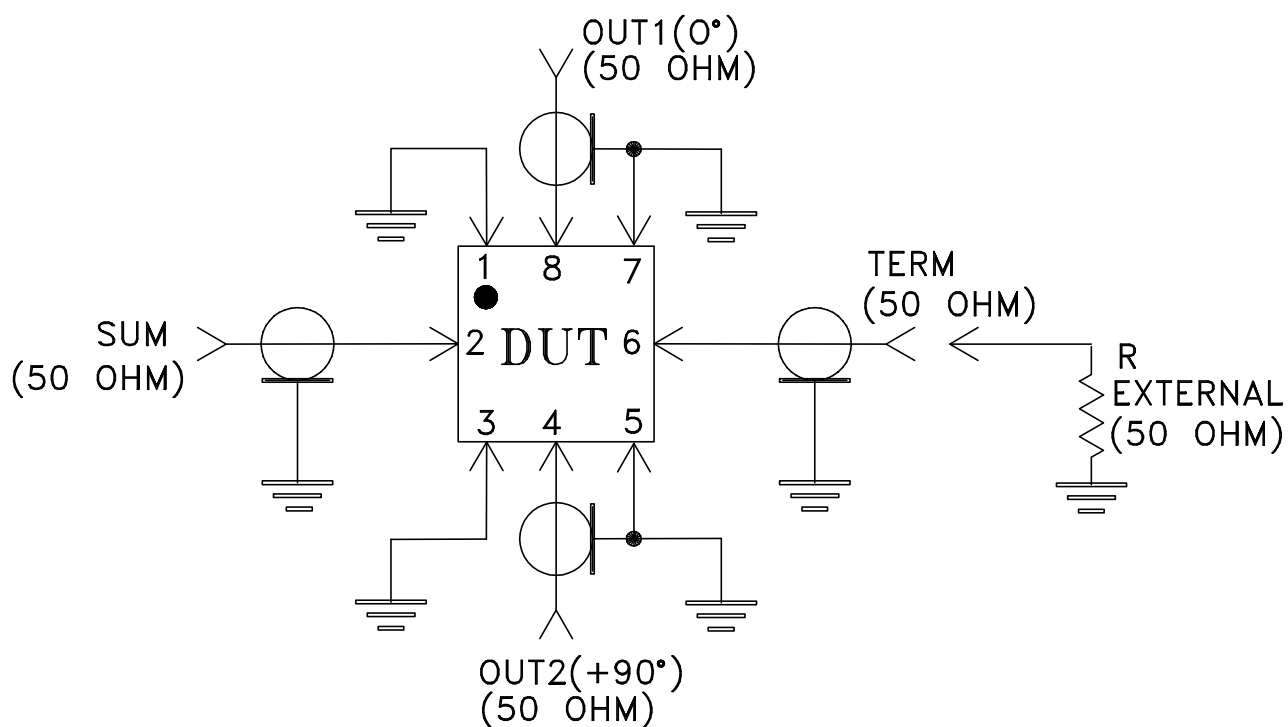 OUT1(0°)
(50 OHM)
1 8 7
TERM
(50 OHM)
SUM
(50 OHM)
2 DUT 6
R
EXTERNAL
(50 OHM)
3 4 5
OUT2(+90°)
(50 OHM)